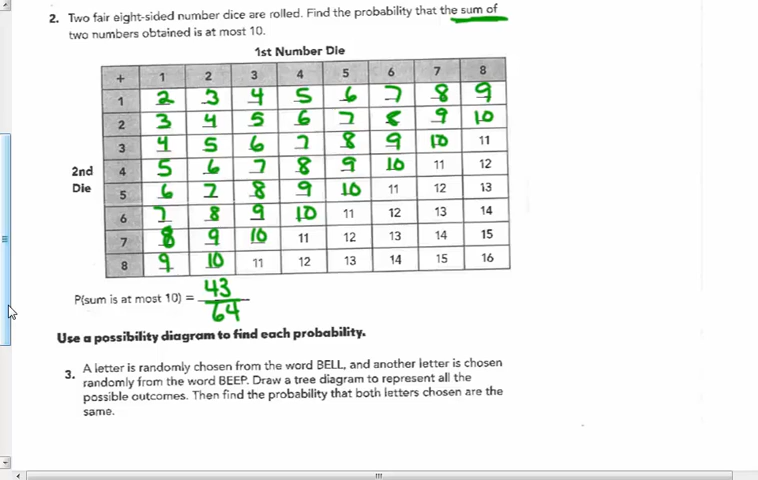 2. Two fair eight-sided number dice are rolled. Find the probability that the sum of
two numbers obtained is at most 10.
1st Number Die
+ 1 2 3 4 5 6 7 8
1 2 3 4 5 6 7 8 9
2 3 4 5 6 7 8 9 10
3 4 5 6 7 8 9 10 11
2nd
Die
4 5 6 7 8 9 10 11 12
5 6 7 8 9 10 11 12 13
6 7 8 9 10 11 12 13 14
7 8 9 10 11 12 13 14 15
8 9 10 11 12 13 14 15 16
P(sum is at most 10) = 43
64
Use a possibility diagram to find each probability.
3. A letter is randomly chosen from the word BELL, and another letter is chosen
randomly from the word BEEP. Draw a tree diagram to represent all the
possible outcomes. Then find the probability that both letters chosen are the
same.